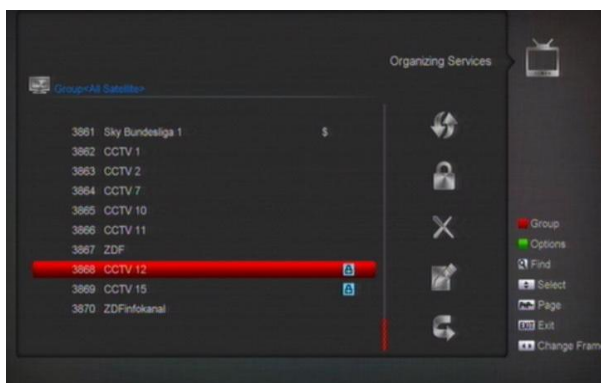 Organizing Services
Group<All Satellite>
3861 Sky Bundesliga 1 $
3862 CCTV 1
3863 CCTV 2
3864 CCTV 7
3865 CCTV 10
3866 CCTV 11
3867 ZDF
3868 CCTV 12
3869 CCTV 15
3870 ZDFinfokanal
Group
Options
Find
Select
Page
EXIT Exit
Change Fram